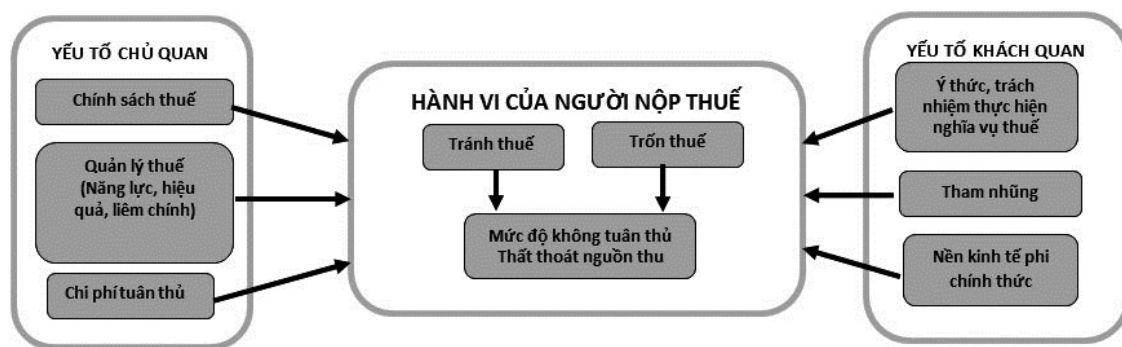 YẾU TỐ CHỦ QUAN
Chính sách thuế
Quản lý thuế
(Năng lực, hiệu
quả, liêm chính)
Chi phí tuân thủ
HÀNH VI CỦA NGƯỜI NỘP THUẾ
Tránh thuế
Trốn thuế
Mức độ không tuân thủ
Thất thoát nguồn thu
YẾU TỐ KHÁCH QUAN
Ý thức, trách
nhiệm thực hiện
nghĩa vụ thuế
Tham nhũng
Nền kinh tế phi
chính thức